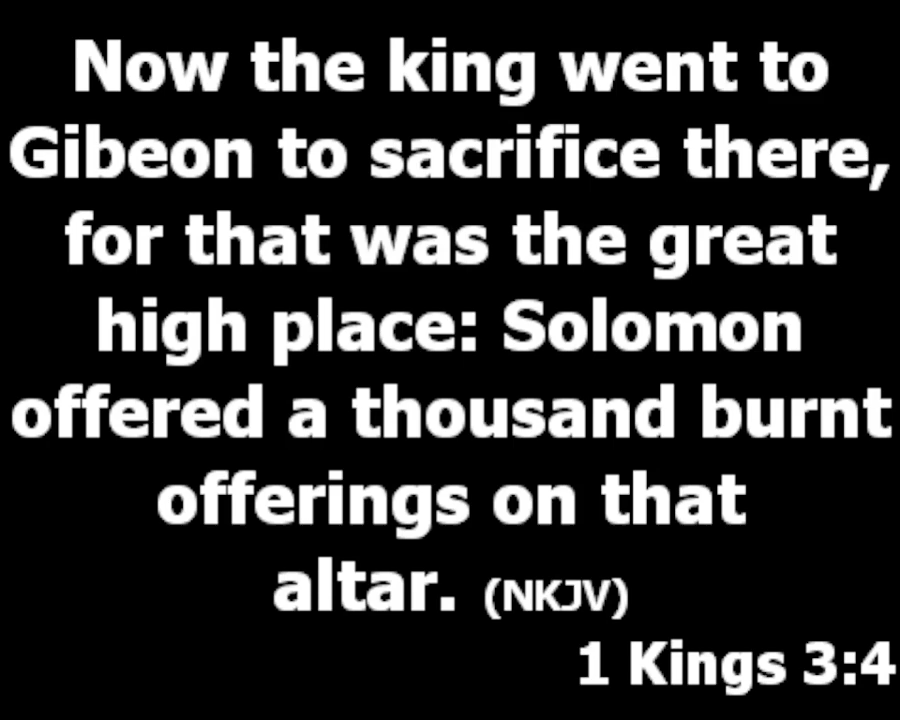 Now the king went to
Gibeon to sacrifice there,
for that was the great
high place: Solomon
offered a thousand burnt
offerings on that
altar. (NKJV)
1 Kings 3:4